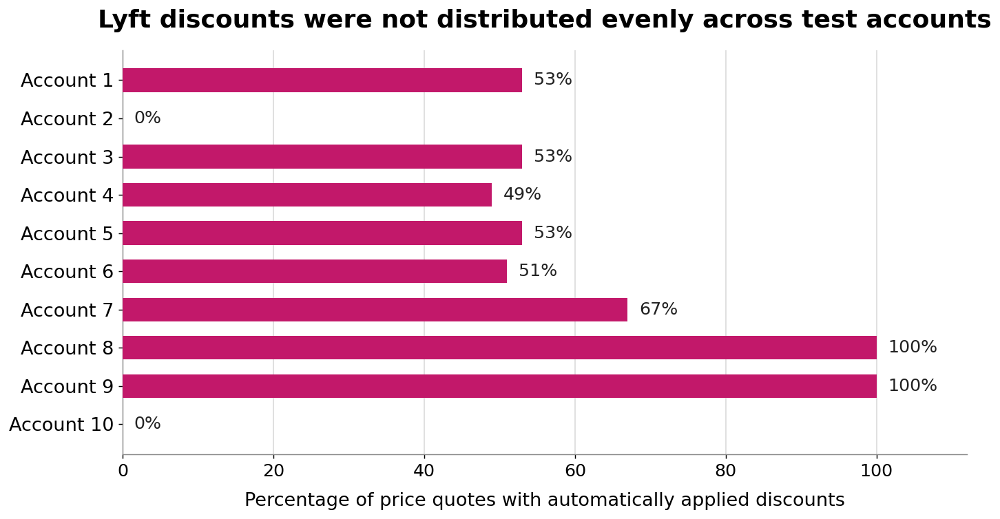 Lyft discounts were not distributed evenly across test accounts
Account 1 53%
Account 2 0%
Account 3 53%
Account 4 49%
Account 5 53%
Account 6 51%
Account 7 67%
Account 8 100%
Account 9 100%
Account 10 0%
0 20 40 60 80 100
Percentage of price quotes with automatically applied discounts